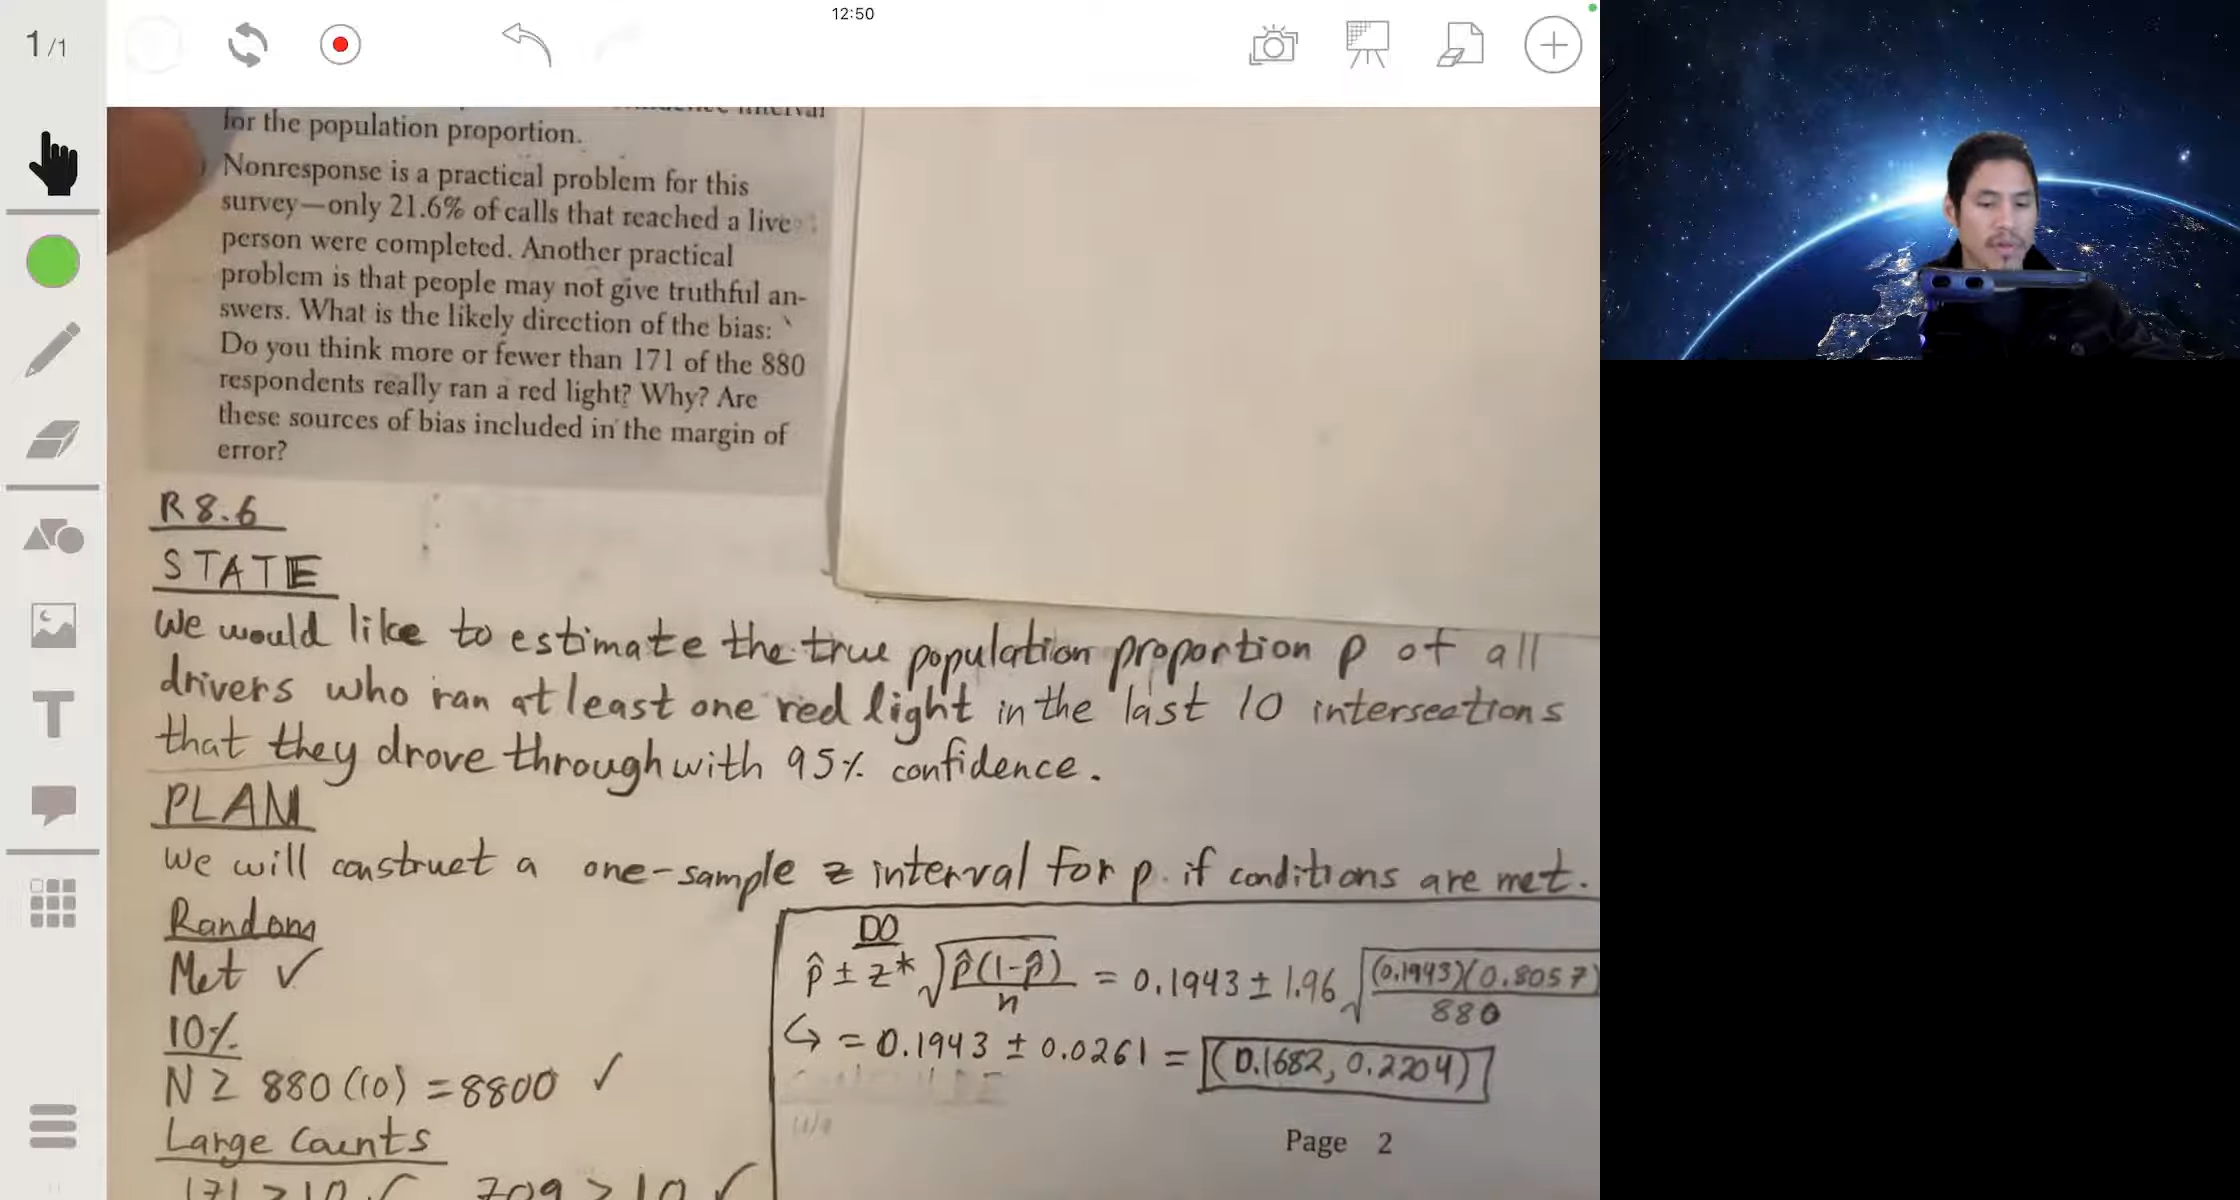 12:50
1/1
for the population proportion.
Nonresponse is a practical problem for this
survey—only 21.6% of calls that reached a live
person were completed. Another practical
problem is that people may not give truthful an-
swers. What is the likely direction of the bias:
Do you think more or fewer than 171 of the 880
respondents really ran a red light? Why? Are
these sources of bias included in the margin of
error?
R 8.6
STATE
We would like to estimate the true population proportion p of all
drivers who ran at least one red light in the last 10 intersections
that they drove through with 95% confidence.
PLAN
We will construct a one-sample z interval for p if conditions are met.
Random
Met ✓
10%
N ≥ 880 (10) = 8800 ✓
Large Counts
171 > 10 ✓ 709 > 10 ✓
DO
p̂ ± z* √p̂(1-p̂)/n = 0.1943 ± 1.96 √(0.1943)(0.8057)/880
↳ = 0.1943 ± 0.0261 = (0.1682, 0.2204)
Page 2
T